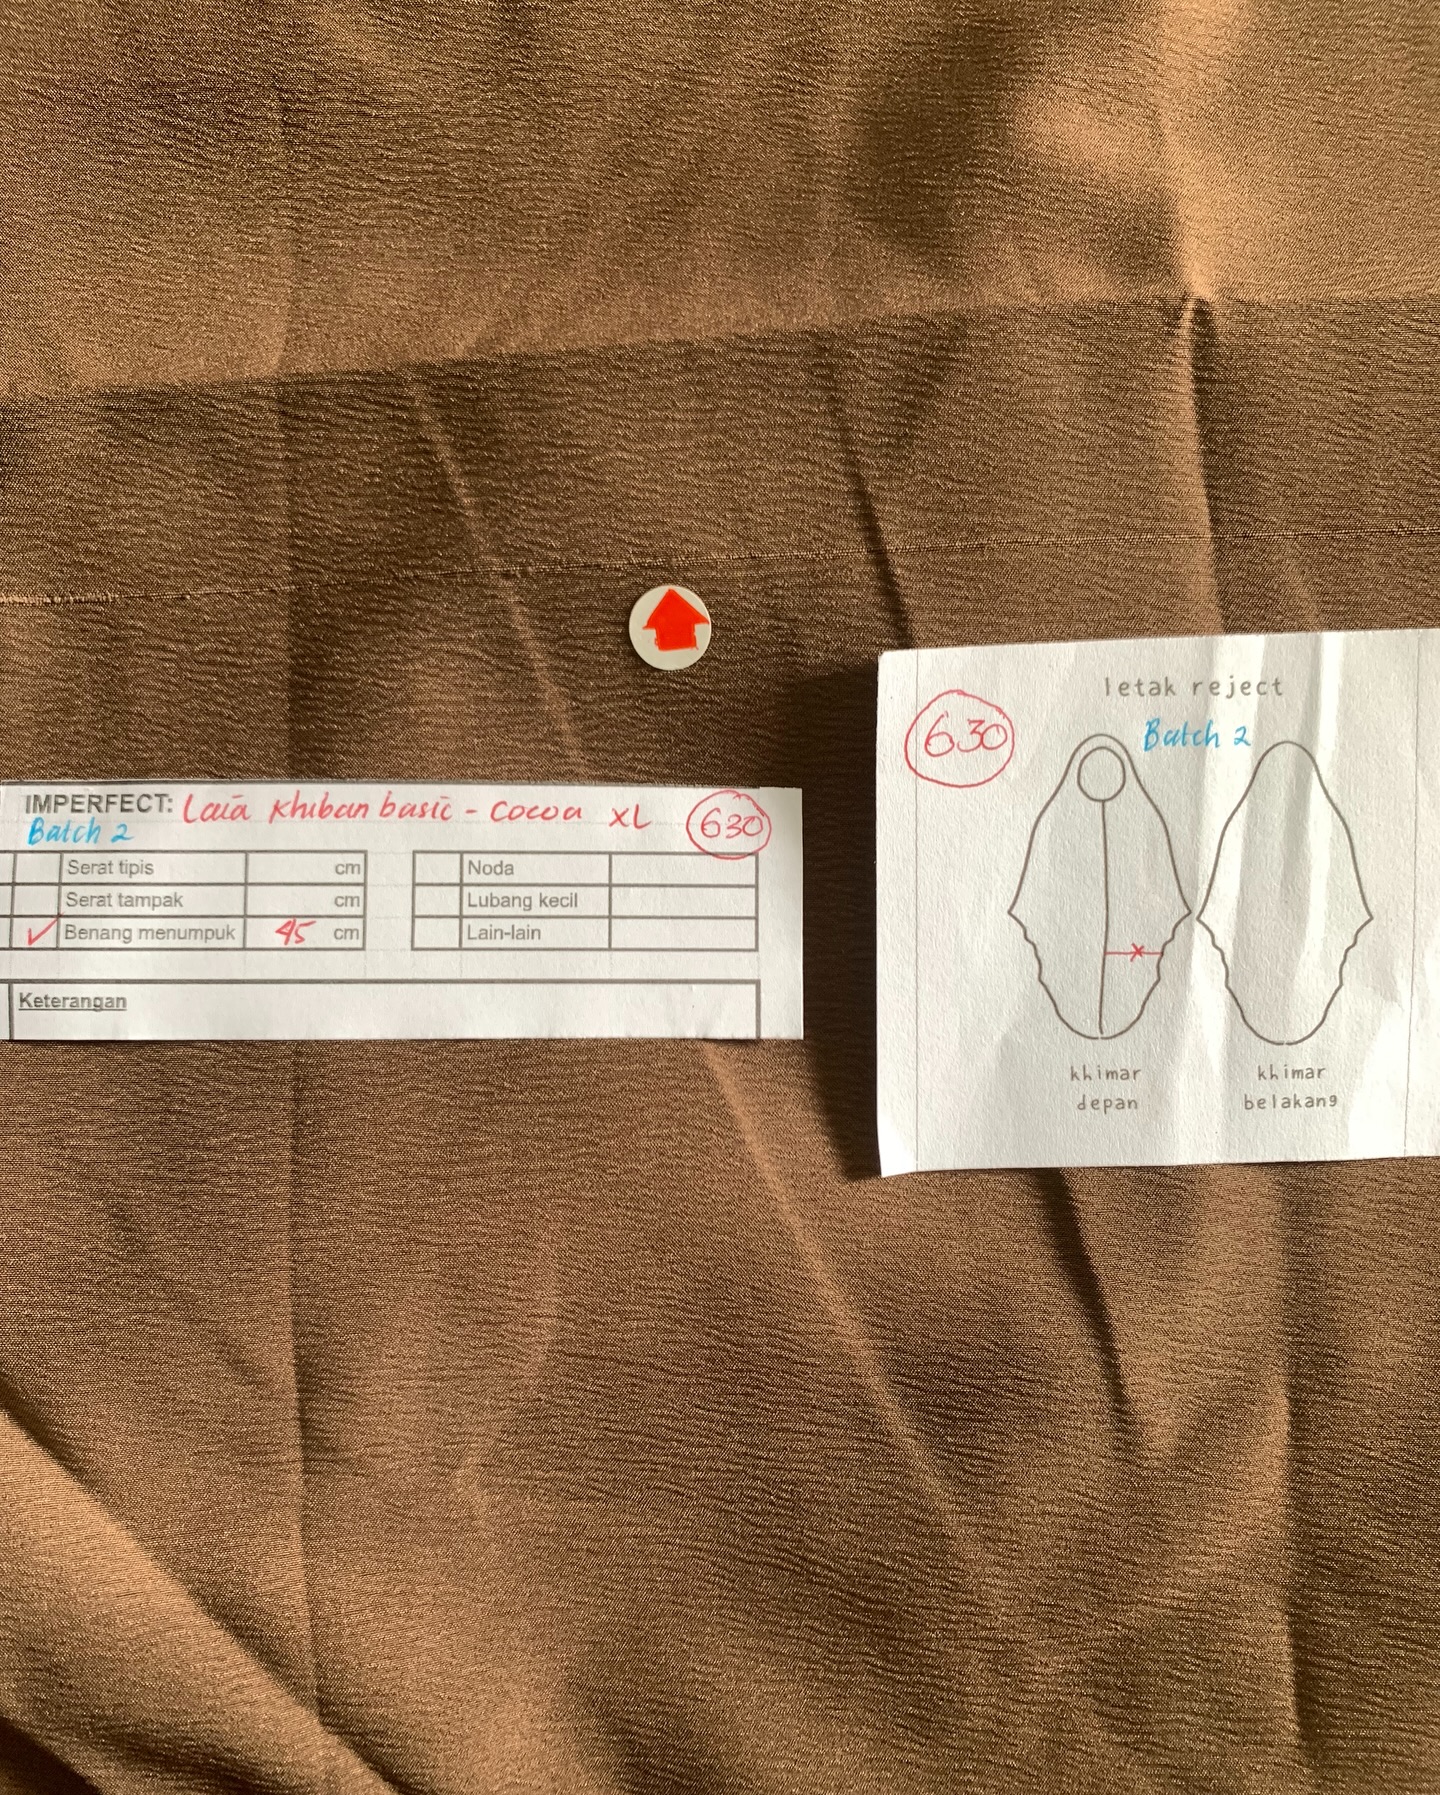 IMPERFECT: Laia Khiban basic - Cocoa XL 630
Batch 2
Serat tipis cm
Serat tampak cm
✓ Benang menumpuk 45 cm
Noda
Lubang kecil
Lain-lain
Keterangan
letak reject
630
Batch 2
khimar depan
khimar belakang